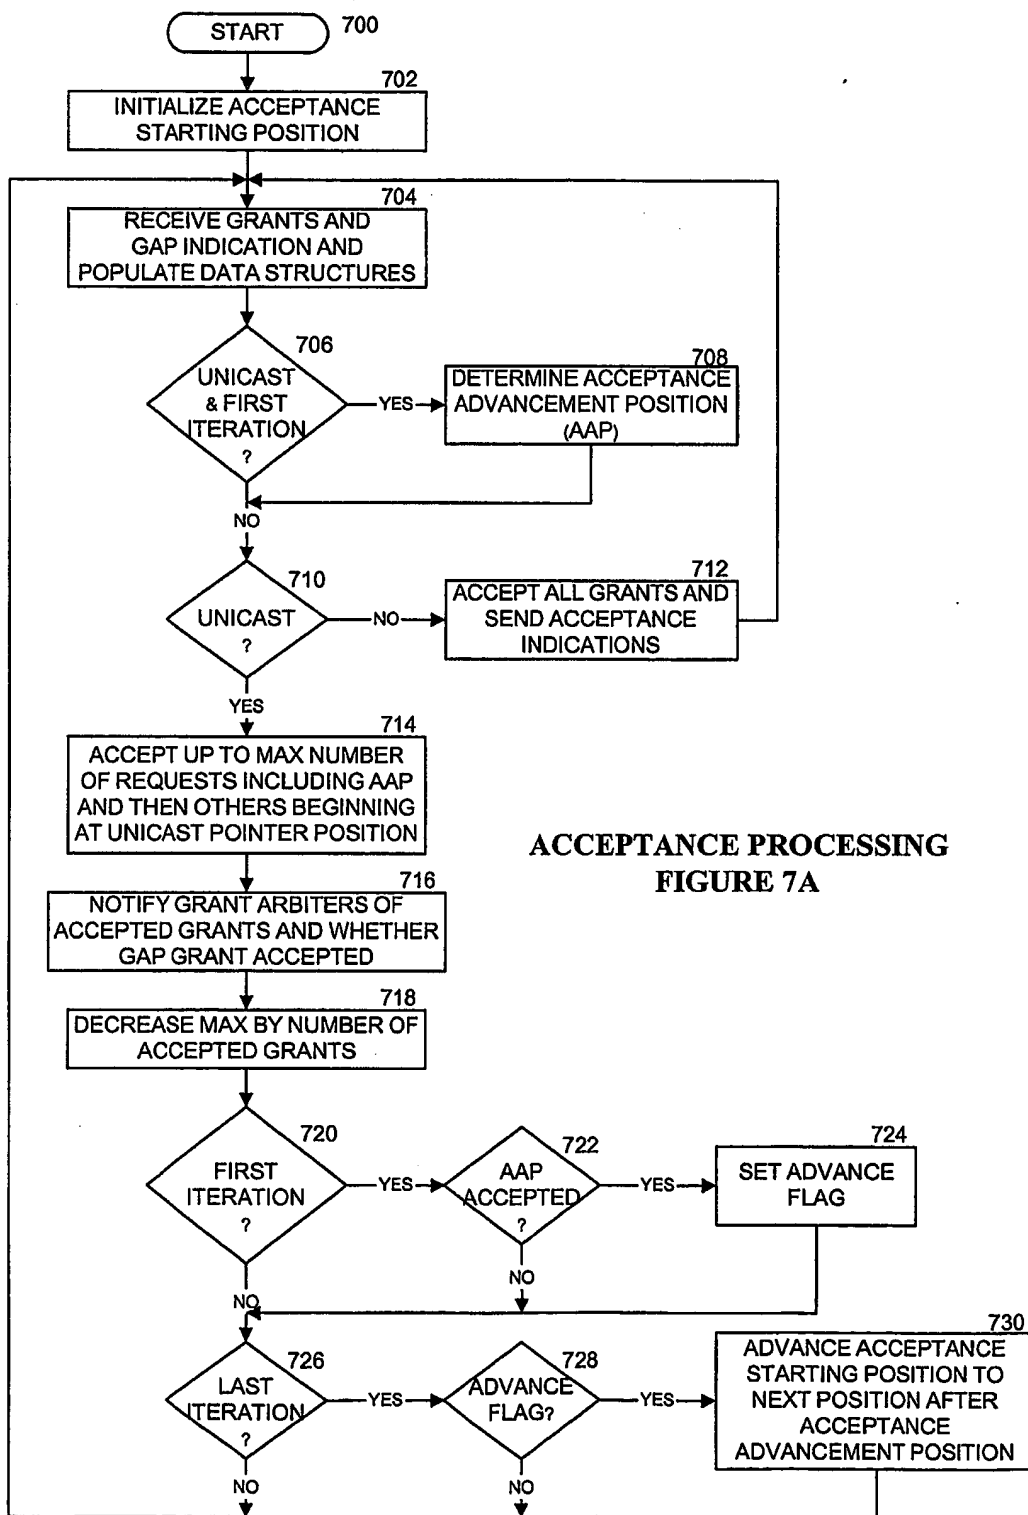 START
700
702
INITIALIZE ACCEPTANCE
STARTING POSITION
704
RECEIVE GRANTS AND
GAP INDICATION AND
POPULATE DATA STRUCTURES
706
UNICAST
& FIRST
ITERATION
?
YES
708
DETERMINE ACCEPTANCE
ADVANCEMENT POSITION
(AAP)
NO
710
UNICAST
?
NO
712
ACCEPT ALL GRANTS AND
SEND ACCEPTANCE
INDICATIONS
YES
714
ACCEPT UP TO MAX NUMBER
OF REQUESTS INCLUDING AAP
AND THEN OTHERS BEGINNING
AT UNICAST POINTER POSITION
ACCEPTANCE PROCESSING
FIGURE 7A
716
NOTIFY GRANT ARBITERS OF
ACCEPTED GRANTS AND WHETHER
GAP GRANT ACCEPTED
718
DECREASE MAX BY NUMBER OF
ACCEPTED GRANTS
720
FIRST
ITERATION
?
YES
722
AAP
ACCEPTED
?
YES
724
SET ADVANCE
FLAG
NO
NO
726
LAST
ITERATION
?
YES
728
ADVANCE
FLAG?
YES
730
ADVANCE ACCEPTANCE
STARTING POSITION TO
NEXT POSITION AFTER
ACCEPTANCE
ADVANCEMENT POSITION
NO
NO